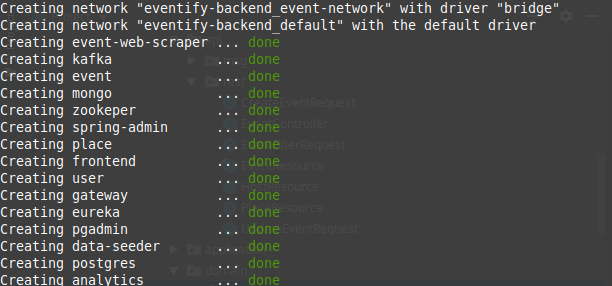 Creating network "eventify-backend_event-network" with driver "bridge"
Creating network "eventify-backend_default" with the default driver
Creating event-web-scraper ... done
Creating kafka ... done
Creating event ... done
Creating mongo ... done
Creating zookeper ... done
Creating spring-admin ... done
Creating place ... done
Creating frontend ... done
Creating user ... done
Creating gateway ... done
Creating eureka ... done
Creating pgadmin ... done
Creating data-seeder ... done
Creating postgres ... done
Creating analytics ... done
CreateEventRequest